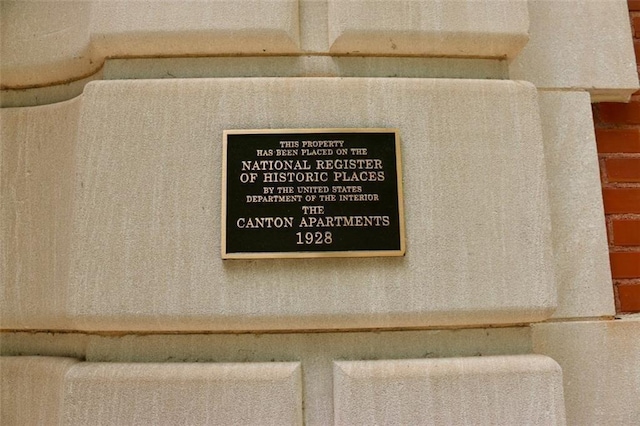 THIS PROPERTY
HAS BEEN PLACED ON THE
NATIONAL REGISTER
OF HISTORIC PLACES
BY THE UNITED STATES
DEPARTMENT OF THE INTERIOR
THE
CANTON APARTMENTS
1928